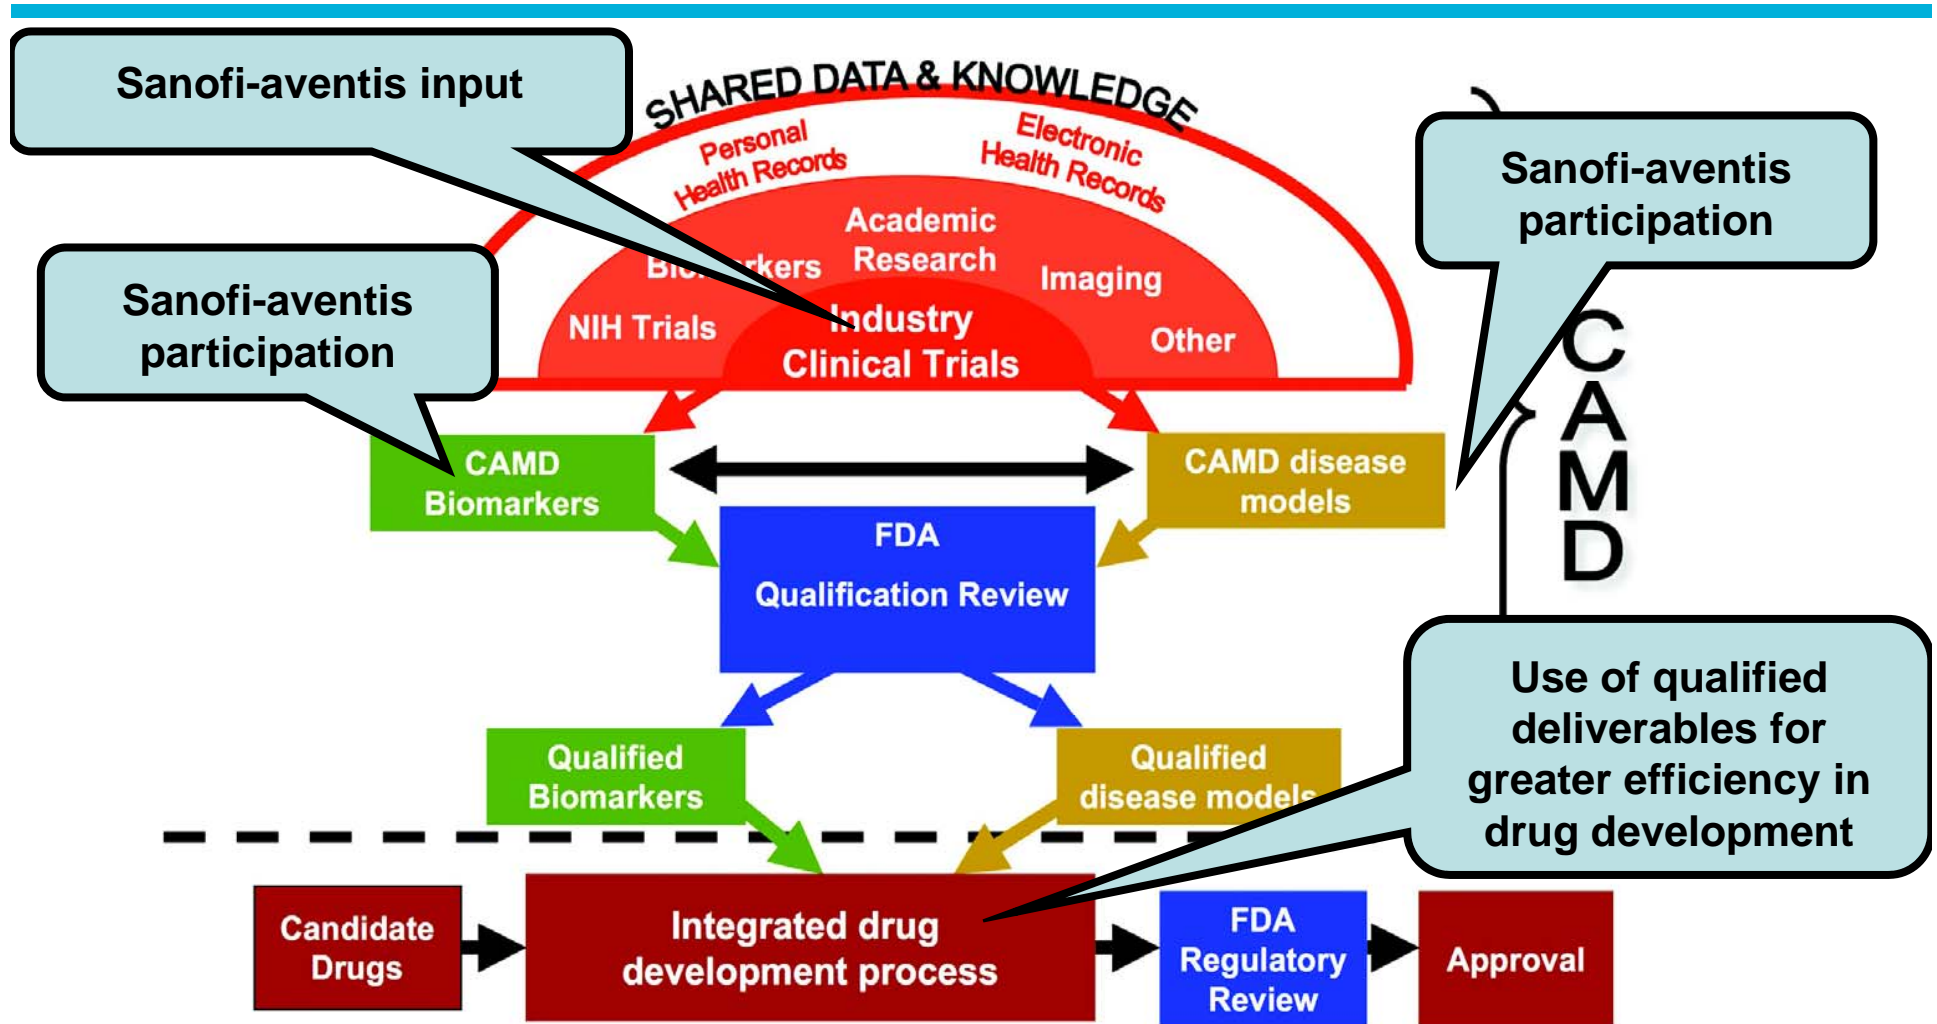 Sanofi-aventis input
SHARED DATA & KNOWLEDGE
Personal
Health Records
Electronic
Health Records
Sanofi-aventis
participation
Sanofi-aventis
participation
Academic
Research
Biomarkers
Imaging
NIH Trials
Industry
Clinical Trials
Other
CAMD
CAMD
Biomarkers
CAMD disease
models
FDA
Qualification Review
Use of qualified
deliverables for
greater efficiency in
drug development
Qualified
Biomarkers
Qualified
disease models
Candidate
Drugs
Integrated drug
development process
FDA
Regulatory
Review
Approval